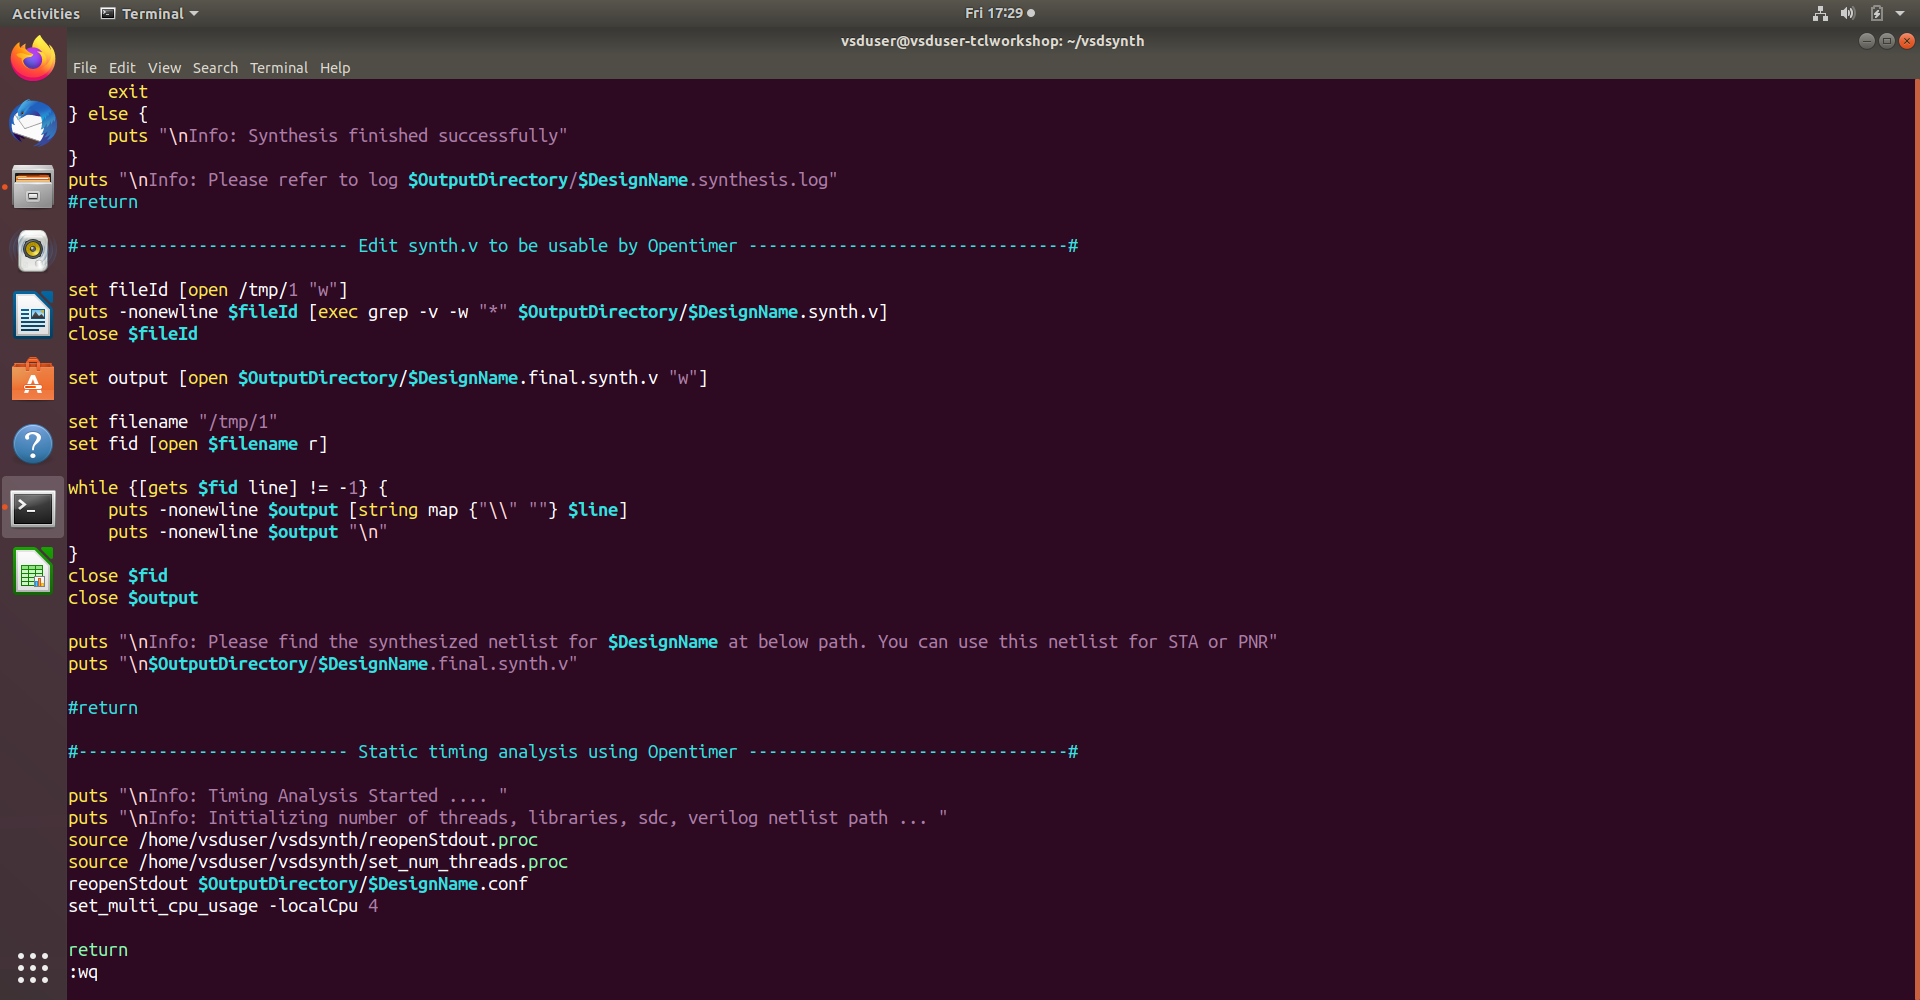 Activities Terminal Fri 17:29
vsduser@vsduser-tclworkshop: ~/vsdsynth
File Edit View Search Terminal Help
    exit
} else {
    puts "\nInfo: Synthesis finished successfully"
}
puts "\nInfo: Please refer to log $OutputDirectory/$DesignName.synthesis.log"
#return
#--------------------------- Edit synth.v to be usable by Opentimer --------------------------------#
set fileId [open /tmp/1 "w"]
puts -nonewline $fileId [exec grep -v -w "*" $OutputDirectory/$DesignName.synth.v]
close $fileId
set output [open $OutputDirectory/$DesignName.final.synth.v "w"]
set filename "/tmp/1"
set fid [open $filename r]
while {[gets $fid line] != -1} {
    puts -nonewline $output [string map {"\\" ""} $line]
    puts -nonewline $output "\n"
}
close $fid
close $output
puts "\nInfo: Please find the synthesized netlist for $DesignName at below path. You can use this netlist for STA or PNR"
puts "\n$OutputDirectory/$DesignName.final.synth.v"
#return
#--------------------------- Static timing analysis using Opentimer --------------------------------#
puts "\nInfo: Timing Analysis Started .... "
puts "\nInfo: Initializing number of threads, libraries, sdc, verilog netlist path ... "
source /home/vsduser/vsdsynth/reopenStdout.proc
source /home/vsduser/vsdsynth/set_num_threads.proc
reopenStdout $OutputDirectory/$DesignName.conf
set_multi_cpu_usage -localCpu 4
return
:wq